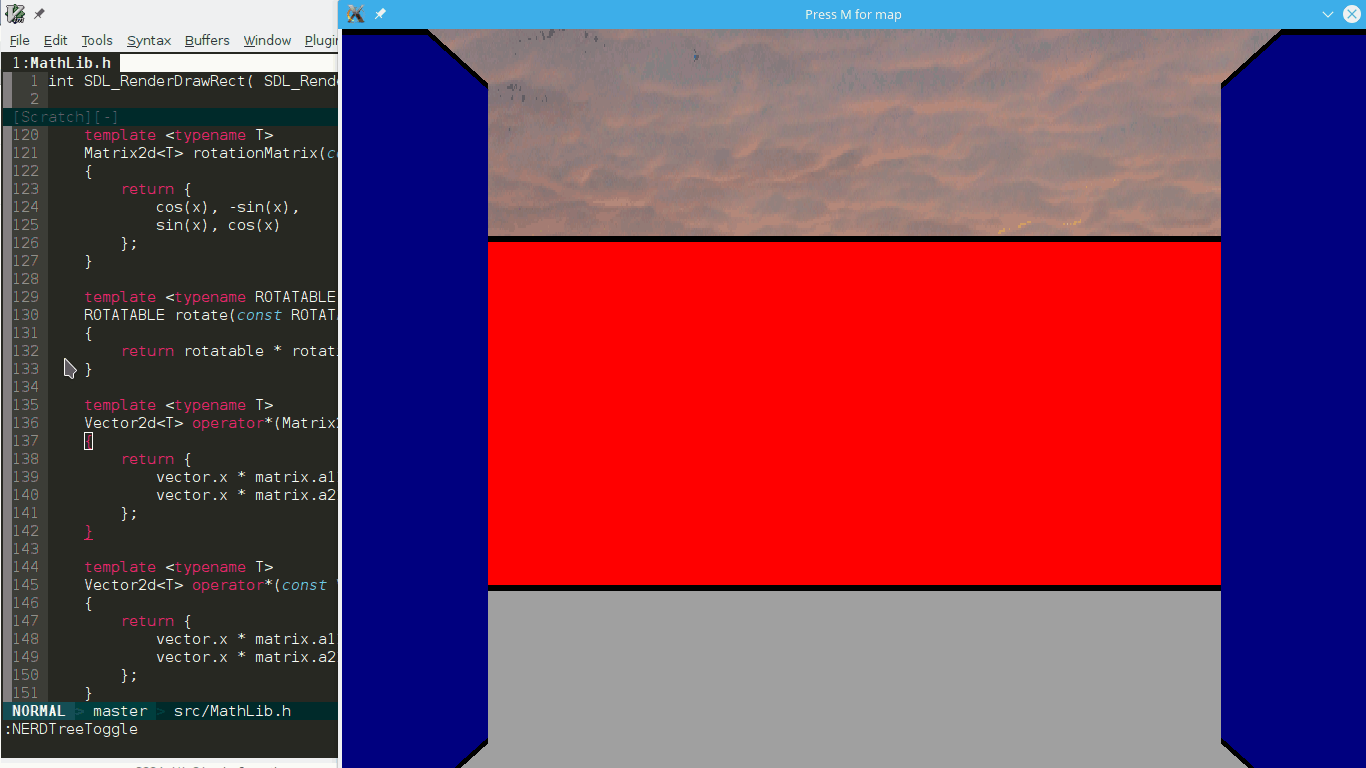 Press M for map
File Edit Tools Syntax Buffers Window Plugi
1:MathLib.h
1 int SDL_RenderDrawRect( SDL_Rend
2
[Scratch][-]
120 template <typename T>
121 Matrix2d<T> rotationMatrix(c
122 {
123 return {
124 cos(x), -sin(x),
125 sin(x), cos(x)
126 };
127 }
128
129 template <typename ROTATABLE
130 ROTATABLE rotate(const ROTAT
131 {
132 return rotatable * rotat
133 }
134
135 template <typename T>
136 Vector2d<T> operator*(Matrix
137 {
138 return {
139 vector.x * matrix.a1
140 vector.x * matrix.a2
141 };
142 }
143
144 template <typename T>
145 Vector2d<T> operator*(const
146 {
147 return {
148 vector.x * matrix.a1
149 vector.x * matrix.a2
150 };
151 }
NORMAL > master > src/MathLib.h
:NERDTreeToggle